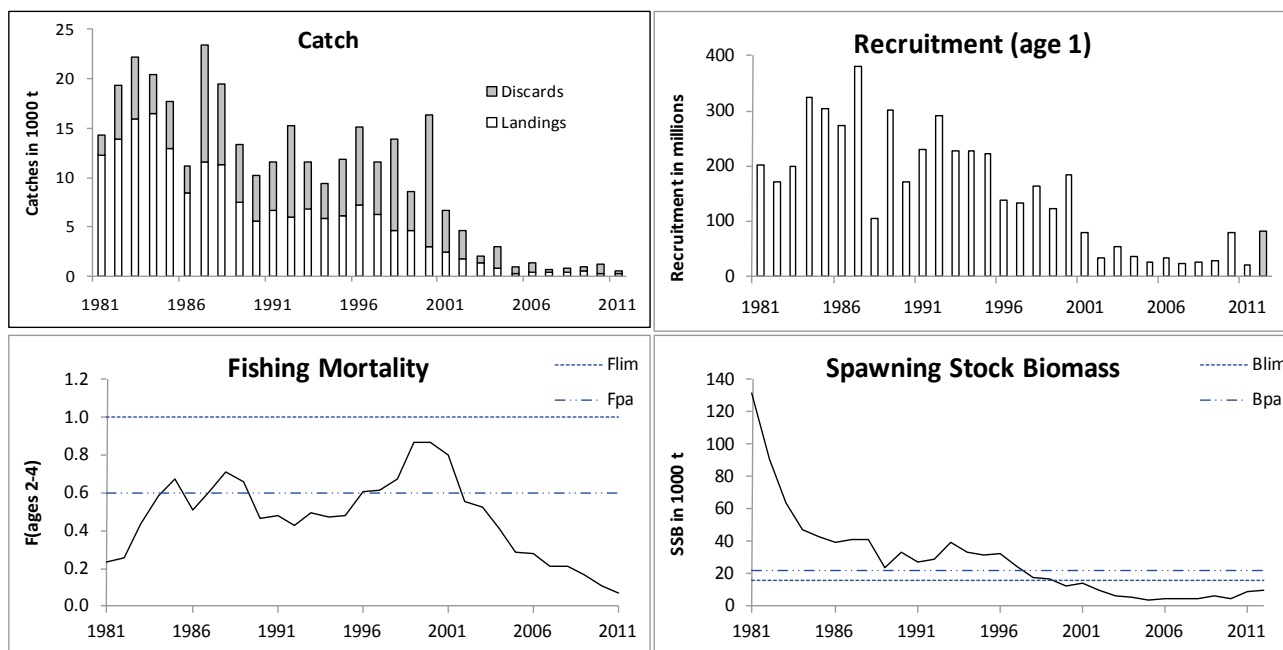 Catch
Catches in 1000 t
25
20
15
10
5
0
Discards
Landings
1981 1986 1991 1996 2001 2006 2011
Recruitment (age 1)
Recruitment in millions
400
300
200
100
0
1981 1986 1991 1996 2001 2006 2011
Fishing Mortality
Flim
Fpa
F(ages 2-4)
1.2
1.0
0.8
0.6
0.4
0.2
0.0
1981 1986 1991 1996 2001 2006 2011
Spawning Stock Biomass
Blim
Bpa
SSB in 1000 t
140
120
100
80
60
40
20
0
1981 1986 1991 1996 2001 2006 2011